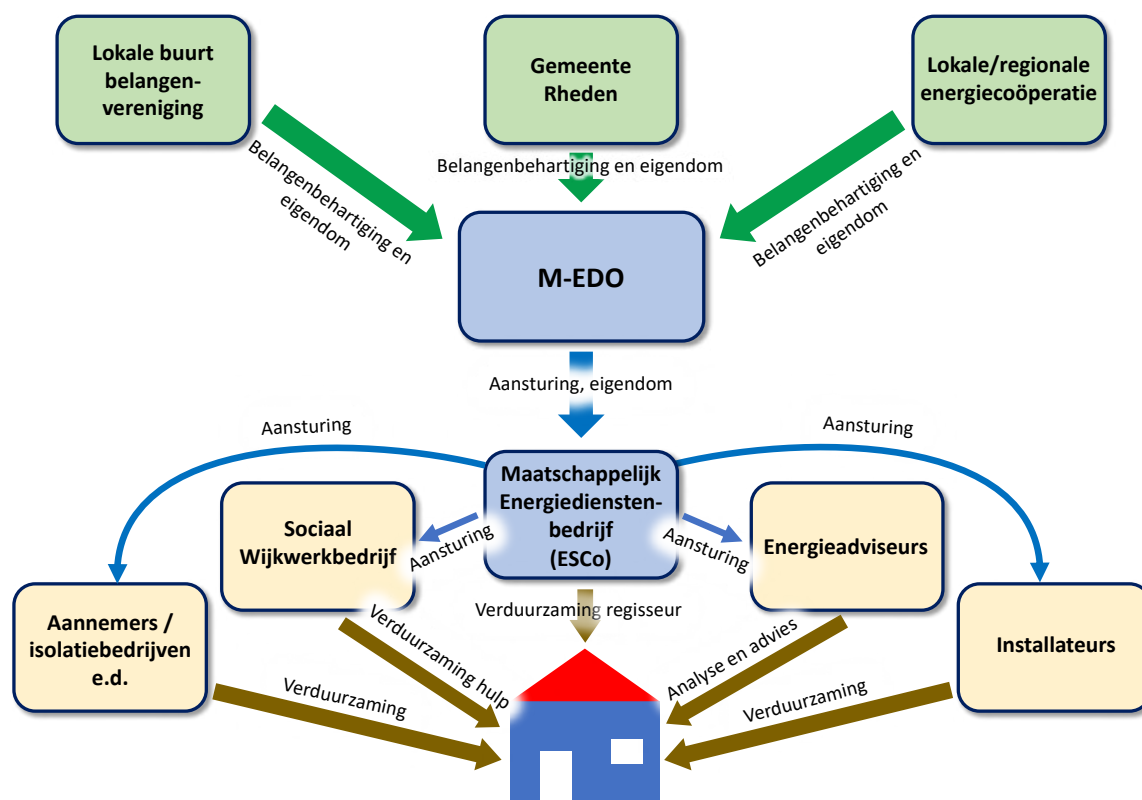 Lokale buurt
belangen-
vereniging
Gemeente
Rheden
Lokale/regionale
energiecoöperatie
Belangenbehartiging en
eigendom
Belangenbehartiging en eigendom
Belangenbehartiging en
eigendom
M-EDO
Aansturing, eigendom
Aansturing
Aansturing
Maatschappelijk
Energiediensten-
bedrijf
(ESCo)
Sociaal
Wijkwerkbedrijf
Aansturing
Aansturing
Energieadviseurs
Aannemers /
isolatiebedrijven
e.d.
Installateurs
Verduurzaming regisseur
Verduurzaming hulp
Analyse en advies
Verduurzaming
Verduurzaming